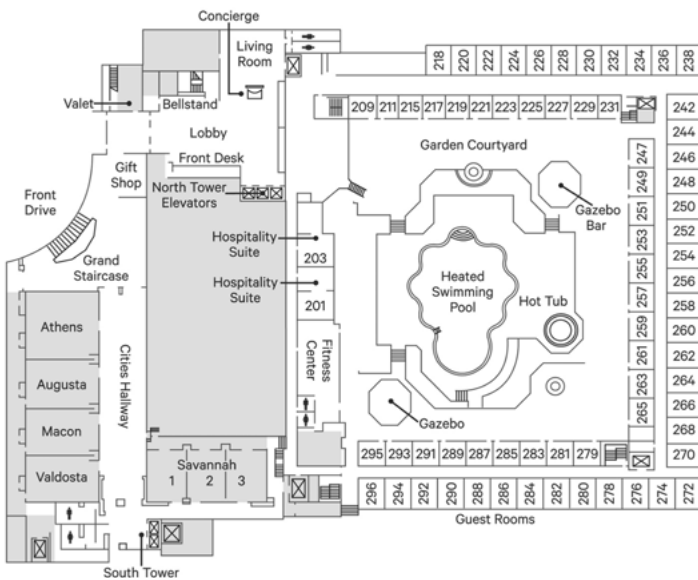 Concierge
Living
Room
Valet
Bellstand
Lobby
Front Desk
Gift
Shop
North Tower
Elevators
Front
Drive
Grand
Staircase
Hospitality
Suite
203
Hospitality
Suite
201
Fitness
Center
Cities Hallway
Athens
Augusta
Macon
Valdosta
Savannah
1 2 3
South Tower
218 220 222 224 226 228 230 232 234 236 238
209 211 215 217 219 221 223 225 227 229 231
Garden Courtyard
Gazebo
Bar
Heated
Swimming
Pool
Hot Tub
Gazebo
247
249
251
253
255
257
259
261
263
265
242
244
246
248
250
252
254
256
258
260
262
264
266
268
270
295 293 291 289 287 285 283 281 279
296 294 292 290 288 286 284 282 280 278 276 274 272
Guest Rooms